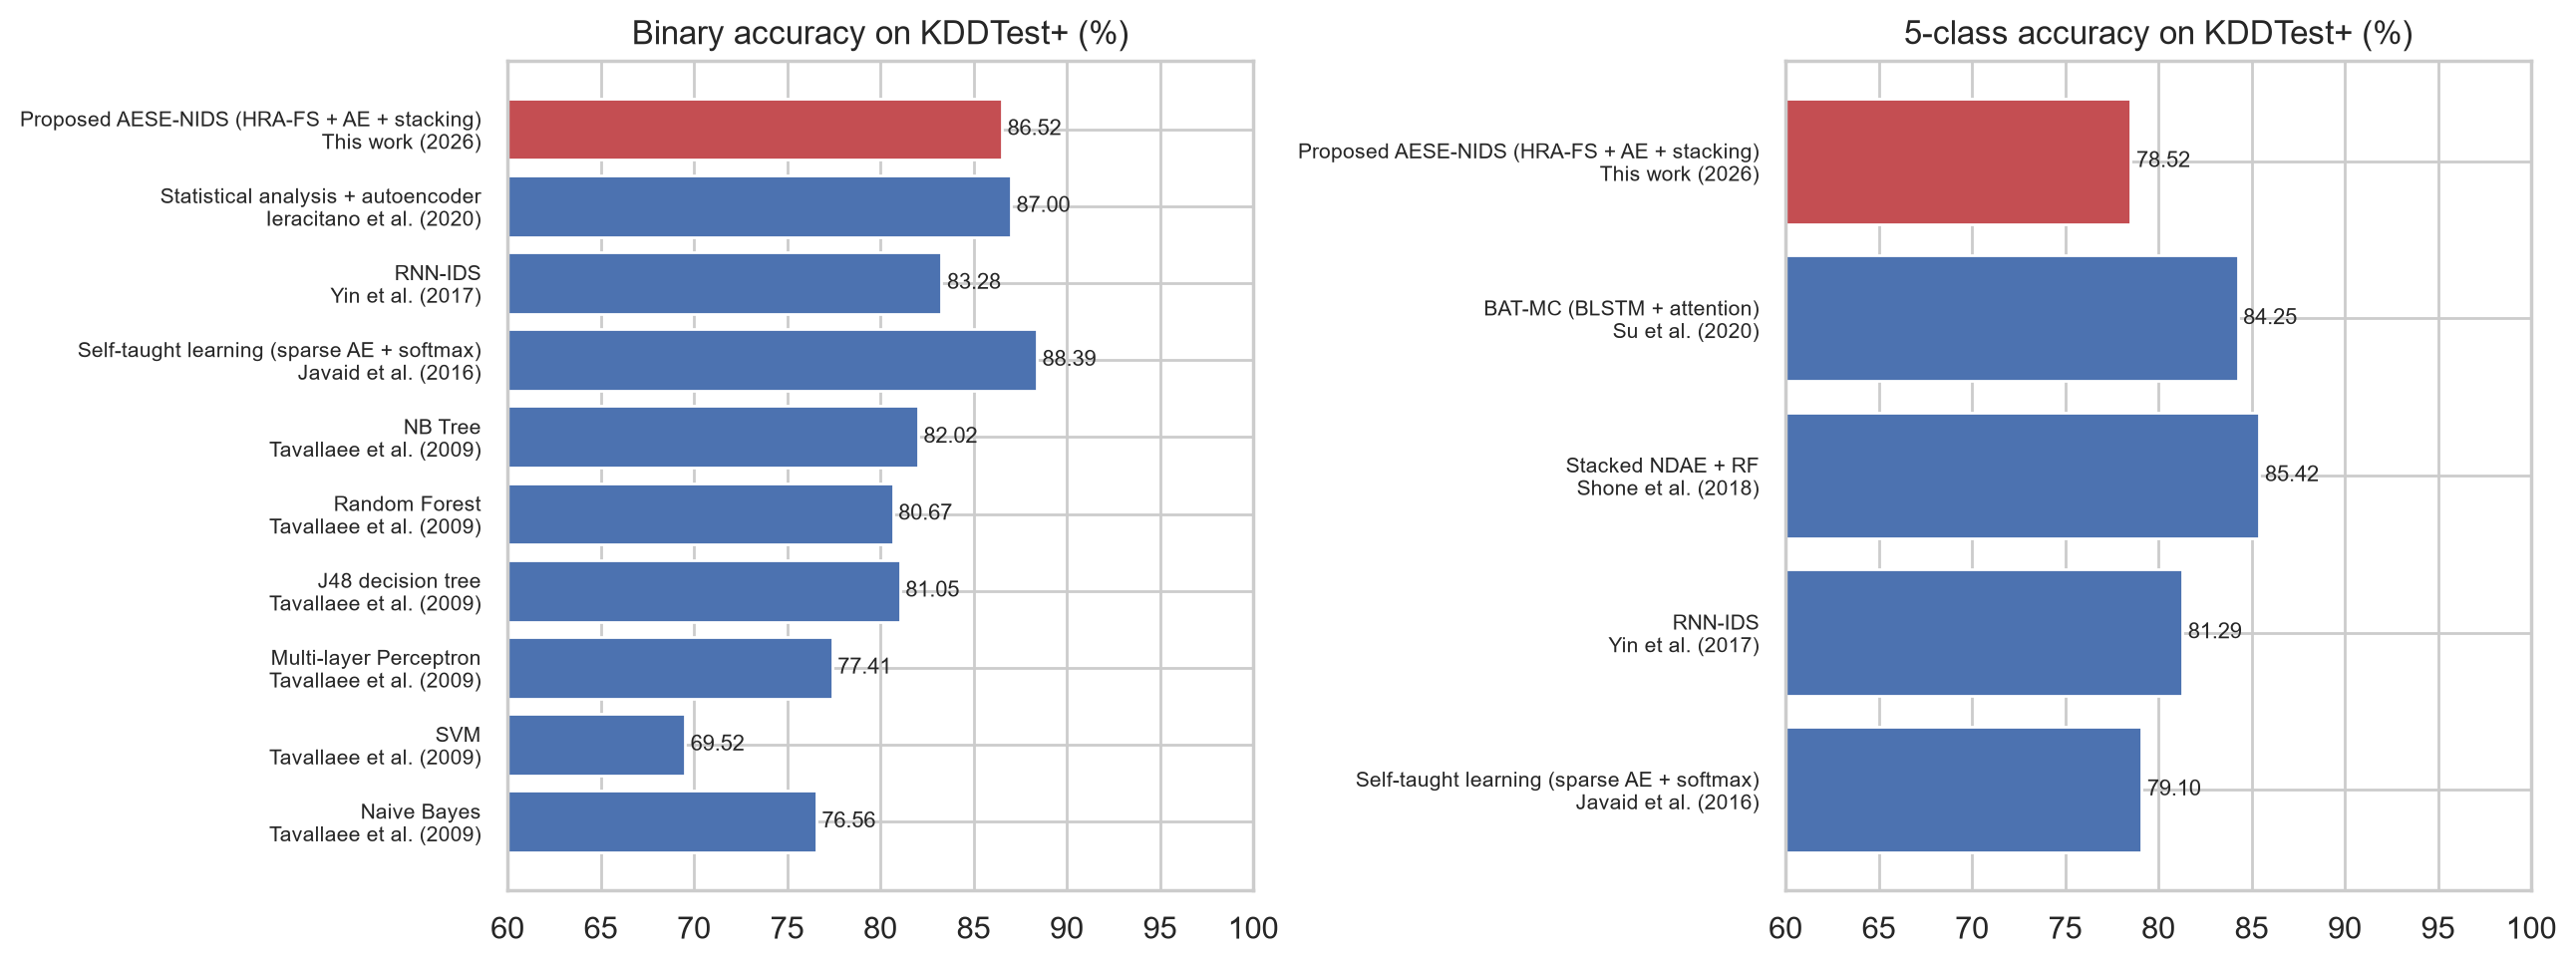 Binary accuracy on KDDTest+ (%)
Proposed AESE-NIDS (HRA-FS + AE + stacking)
This work (2026)
86.52
Statistical analysis + autoencoder
Ieracitano et al. (2020)
87.00
RNN-IDS
Yin et al. (2017)
83.28
Self-taught learning (sparse AE + softmax)
Javaid et al. (2016)
88.39
NB Tree
Tavallaee et al. (2009)
82.02
Random Forest
Tavallaee et al. (2009)
80.67
J48 decision tree
Tavallaee et al. (2009)
81.05
Multi-layer Perceptron
Tavallaee et al. (2009)
77.41
SVM
Tavallaee et al. (2009)
69.52
Naive Bayes
Tavallaee et al. (2009)
76.56
60 65 70 75 80 85 90 95 100
5-class accuracy on KDDTest+ (%)
Proposed AESE-NIDS (HRA-FS + AE + stacking)
This work (2026)
78.52
BAT-MC (BLSTM + attention)
Su et al. (2020)
84.25
Stacked NDAE + RF
Shone et al. (2018)
85.42
RNN-IDS
Yin et al. (2017)
81.29
Self-taught learning (sparse AE + softmax)
Javaid et al. (2016)
79.10
60 65 70 75 80 85 90 95 100